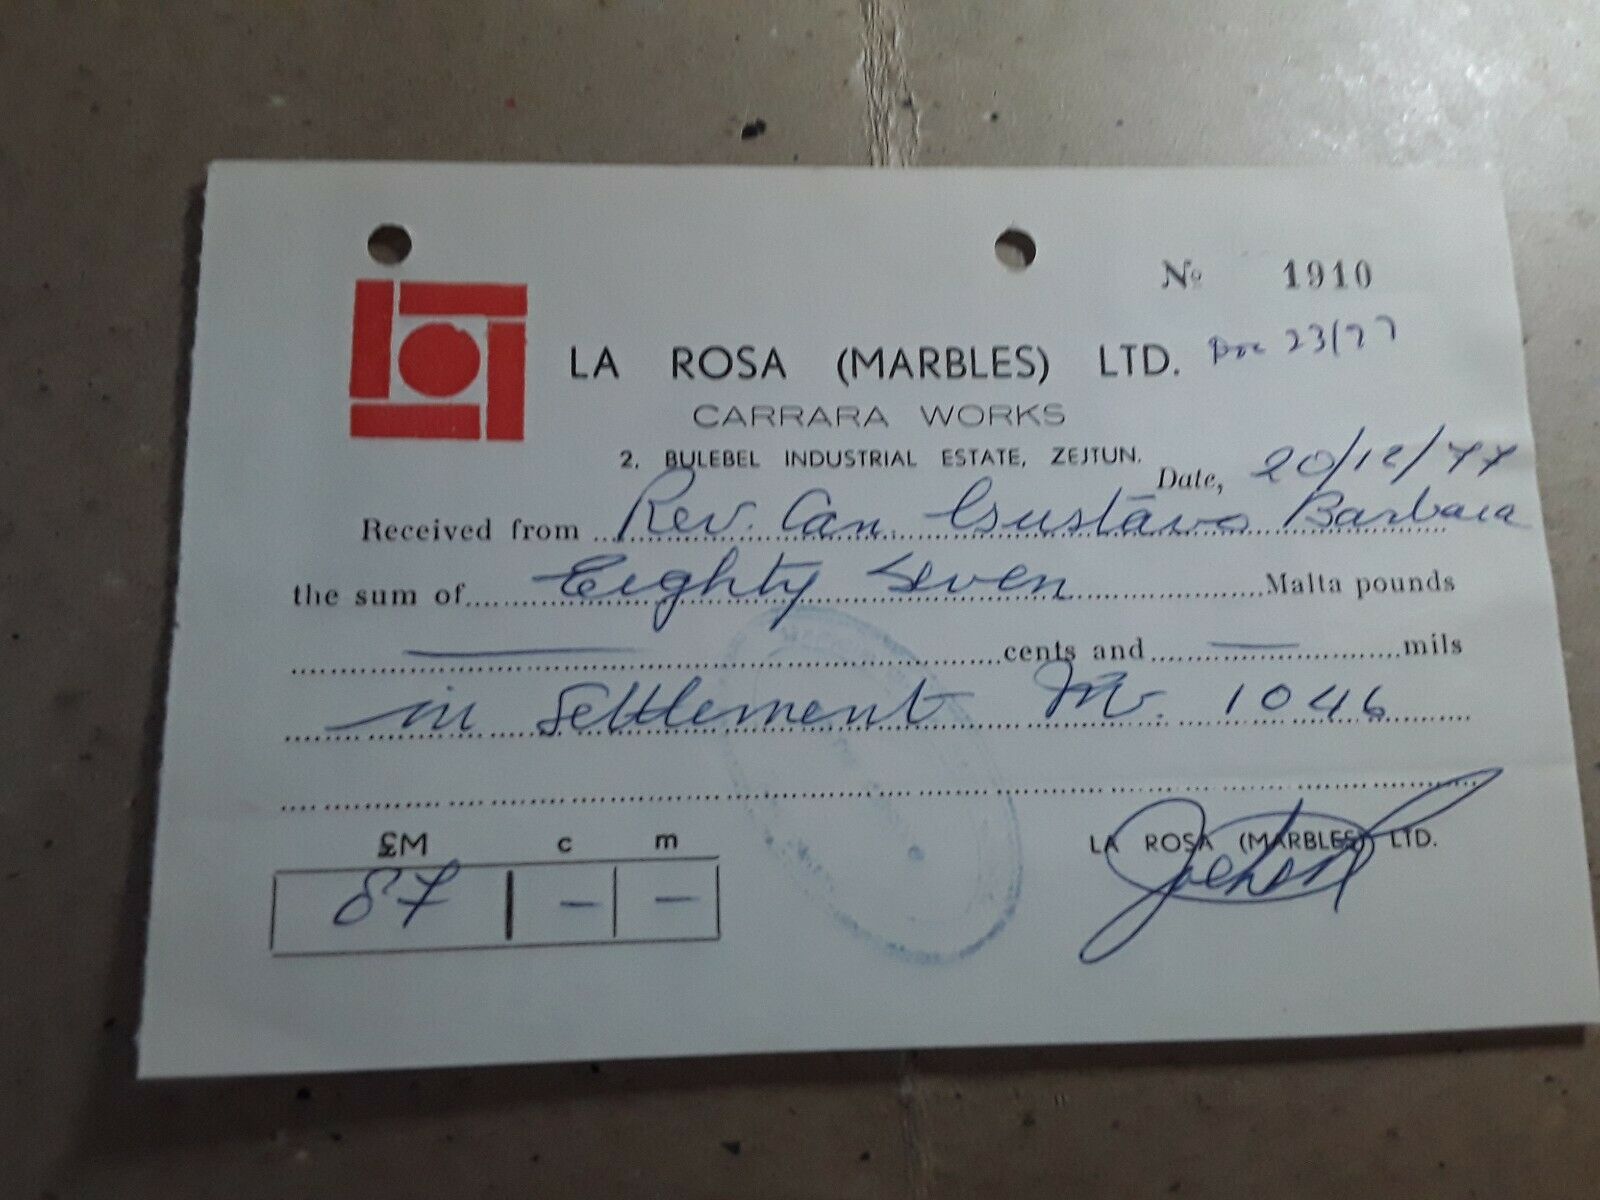 Nº 1910
LA ROSA (MARBLES) LTD.
Doc 23/77
CARRARA WORKS
2. BULEBEL INDUSTRIAL ESTATE, ZEJTUN.
Date, 20/12/77
Received from Rev. Can. Gustavo Barbara
the sum of Eighty Seven Malta pounds
— cents and — mils
in Settlement Inv. 1046
£M c m
87 — —
LA ROSA (MARBLES) LTD.